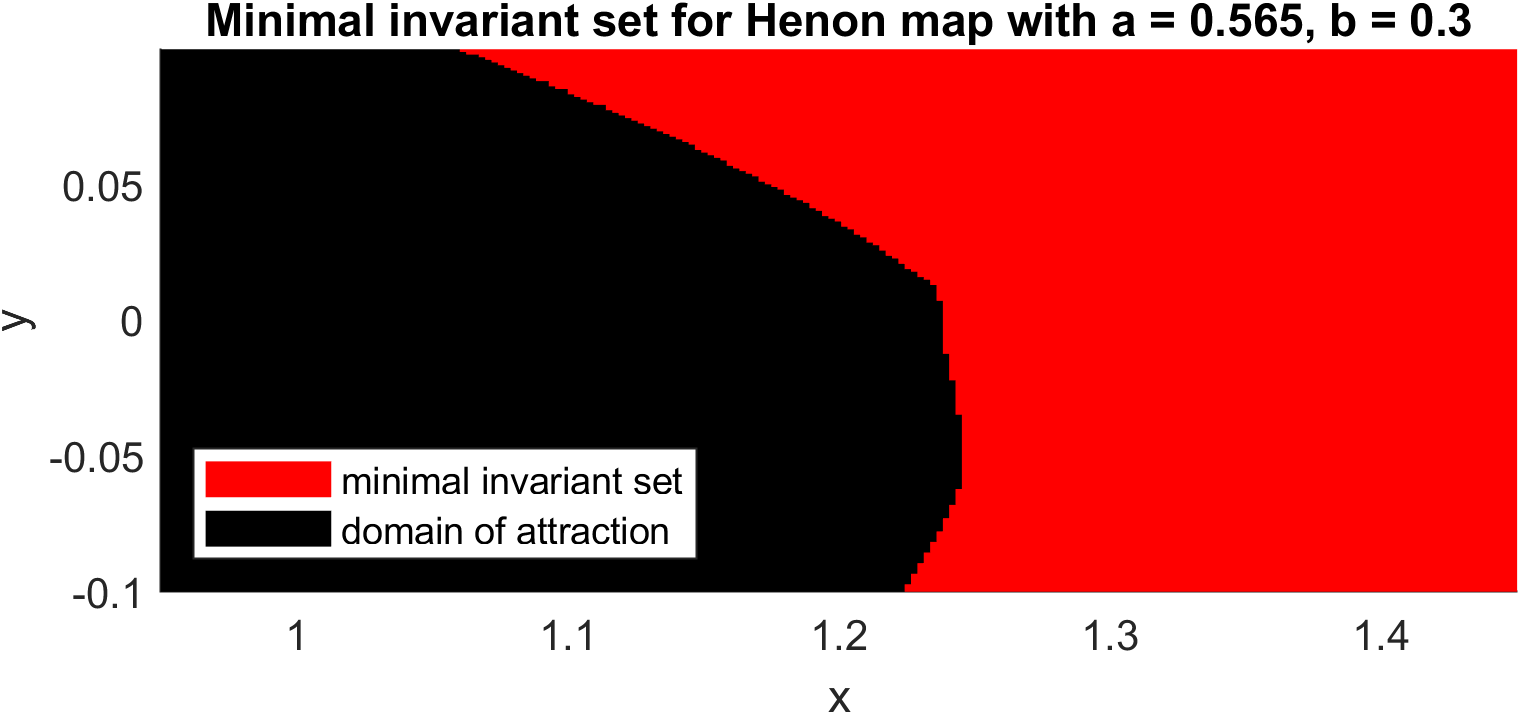 Minimal invariant set for Henon map with a = 0.565, b = 0.3
0.05
0
-0.05
-0.1
y
minimal invariant set
domain of attraction
1 1.1 1.2 1.3 1.4
x